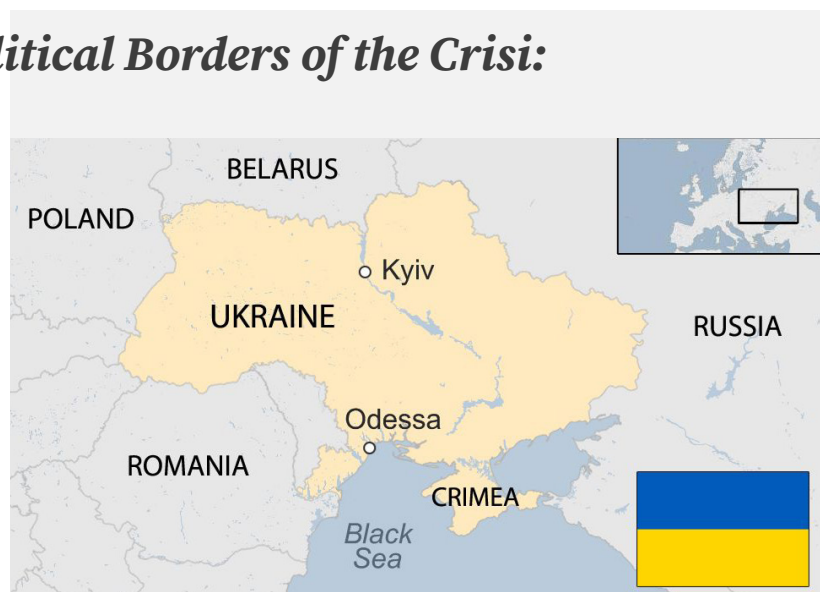 litical Borders of the Crisi:
BELARUS
POLAND
Kyiv
UKRAINE
RUSSIA
Odessa
ROMANIA
CRIMEA
Black
Sea